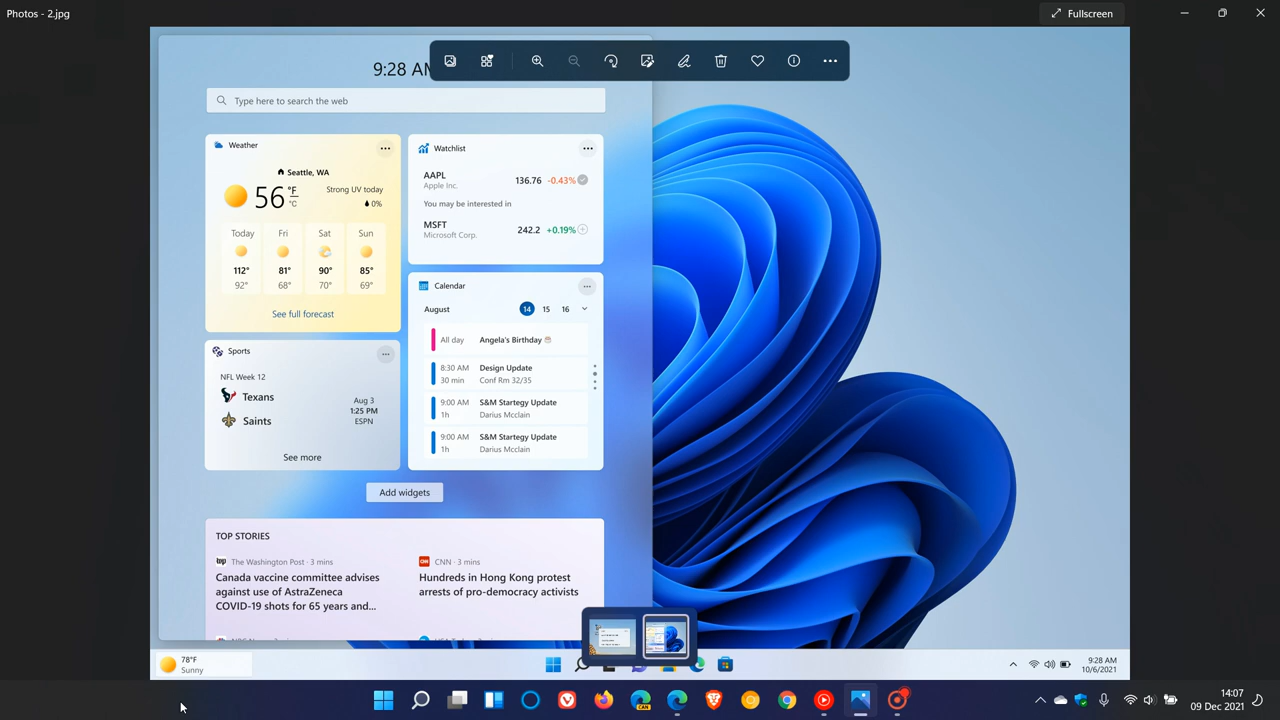 Photos - 2.jpg
Fullscreen
9:28 AM
Type here to search the web
Weather
Seattle, WA
56 °F
°C
Strong UV today
0%
Today Fri Sat Sun
112° 81° 90° 85°
92° 68° 70° 69°
See full forecast
Watchlist
AAPL 136.76 -0.43%
Apple Inc.
You may be interested in
MSFT 242.2 +0.19%
Microsoft Corp.
Calendar
August 14 15 16
All day Angela's Birthday
8:30 AM Design Update
30 min Conf Rm 32/35
9:00 AM S&M Startegy Update
1h Darius Mcclain
9:00 AM S&M Startegy Update
1h Darius Mcclain
Sports
NFL Week 12
Texans
Saints
Aug 3
1:25 PM
ESPN
See more
Add widgets
TOP STORIES
The Washington Post · 3 mins
Canada vaccine committee advises
against use of AstraZeneca
COVID-19 shots for 65 years and...
CNN · 3 mins
Hundreds in Hong Kong protest
arrests of pro-democracy activists
78°F
Sunny
9:28 AM
10/6/2021
CAN
14:07
09 Dec 2021